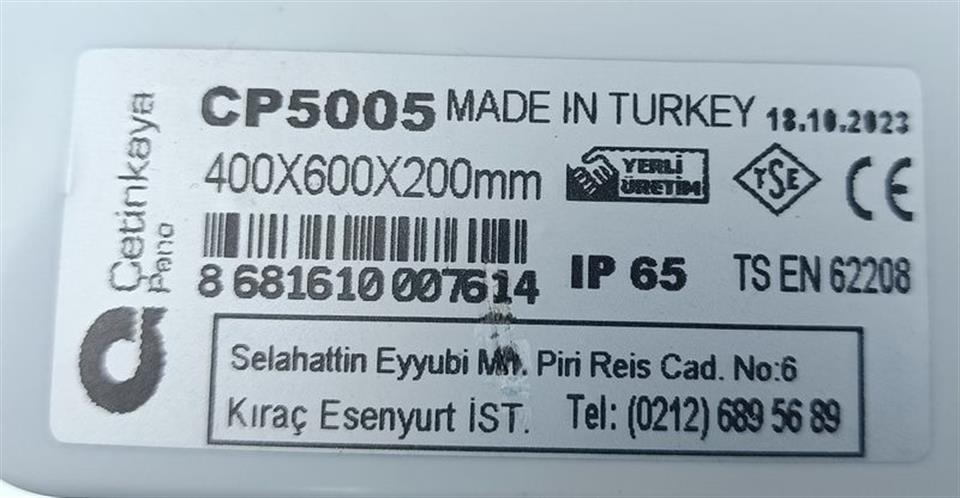 Çetinkaya
Pano
CP5005 MADE IN TURKEY 18.10.2023
400X600X200mm YERLİ ÜRETİM TSE CE
8 681610 007614 IP 65 TS EN 62208
Selahattin Eyyubi Mh. Piri Reis Cad. No:6
Kıraç Esenyurt İST. Tel: (0212) 689 56 89